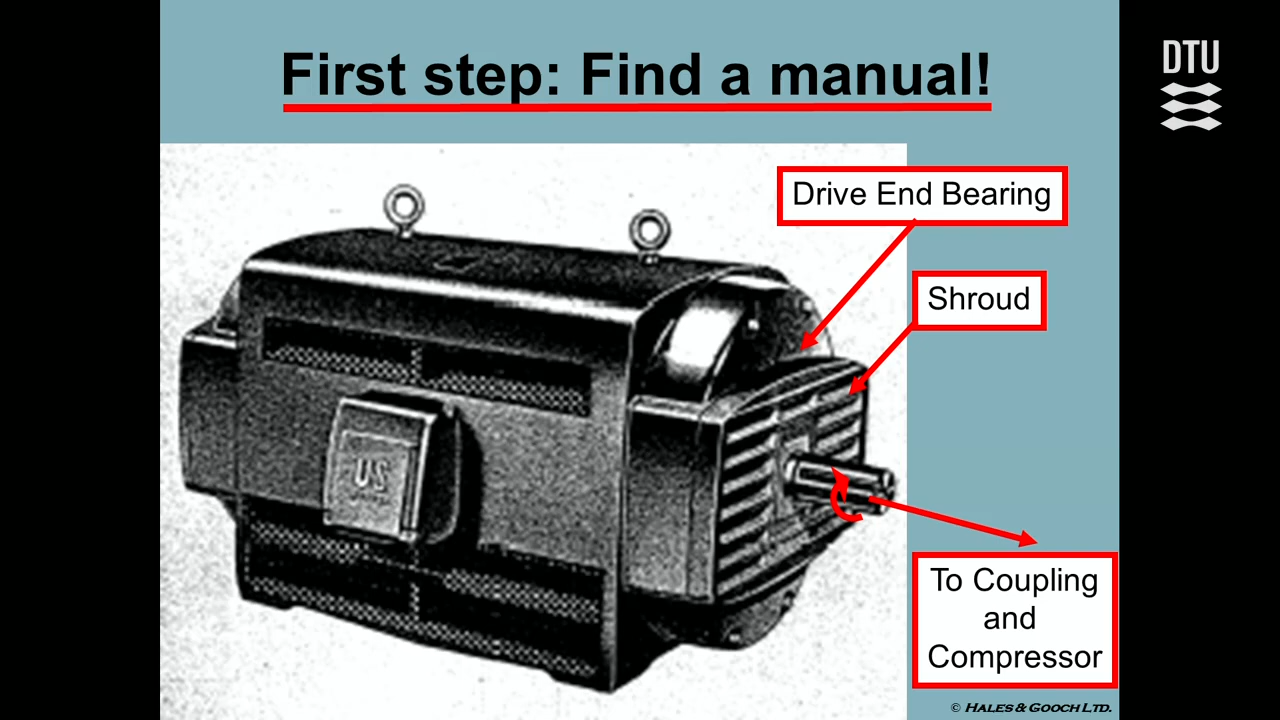 First step: Find a manual!
DTU
Drive End Bearing
Shroud
US
To Coupling
and
Compressor
© HALES & GOOCH LTD.